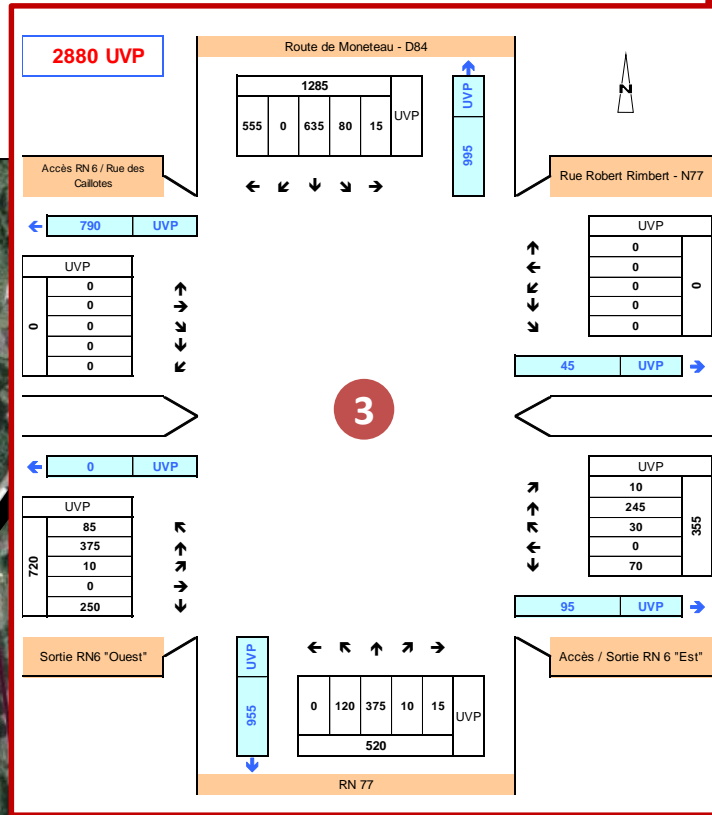 2880 UVP
Route de Moneteau - D84
1285
555 0 635 80 15 UVP
UVP
995
N
Accès RN 6 / Rue des
Caillotes
Rue Robert Rimbert - N77
790 UVP
UVP
0
0
0
0
0
0
UVP
0
0
0
0
0
0
45 UVP
3
0 UVP
UVP
720
85
375
10
0
250
UVP
10
245
30
0
70
355
95 UVP
Sortie RN6 "Ouest"
Accès / Sortie RN 6 "Est"
UVP
955
0 120 375 10 15 UVP
520
RN 77